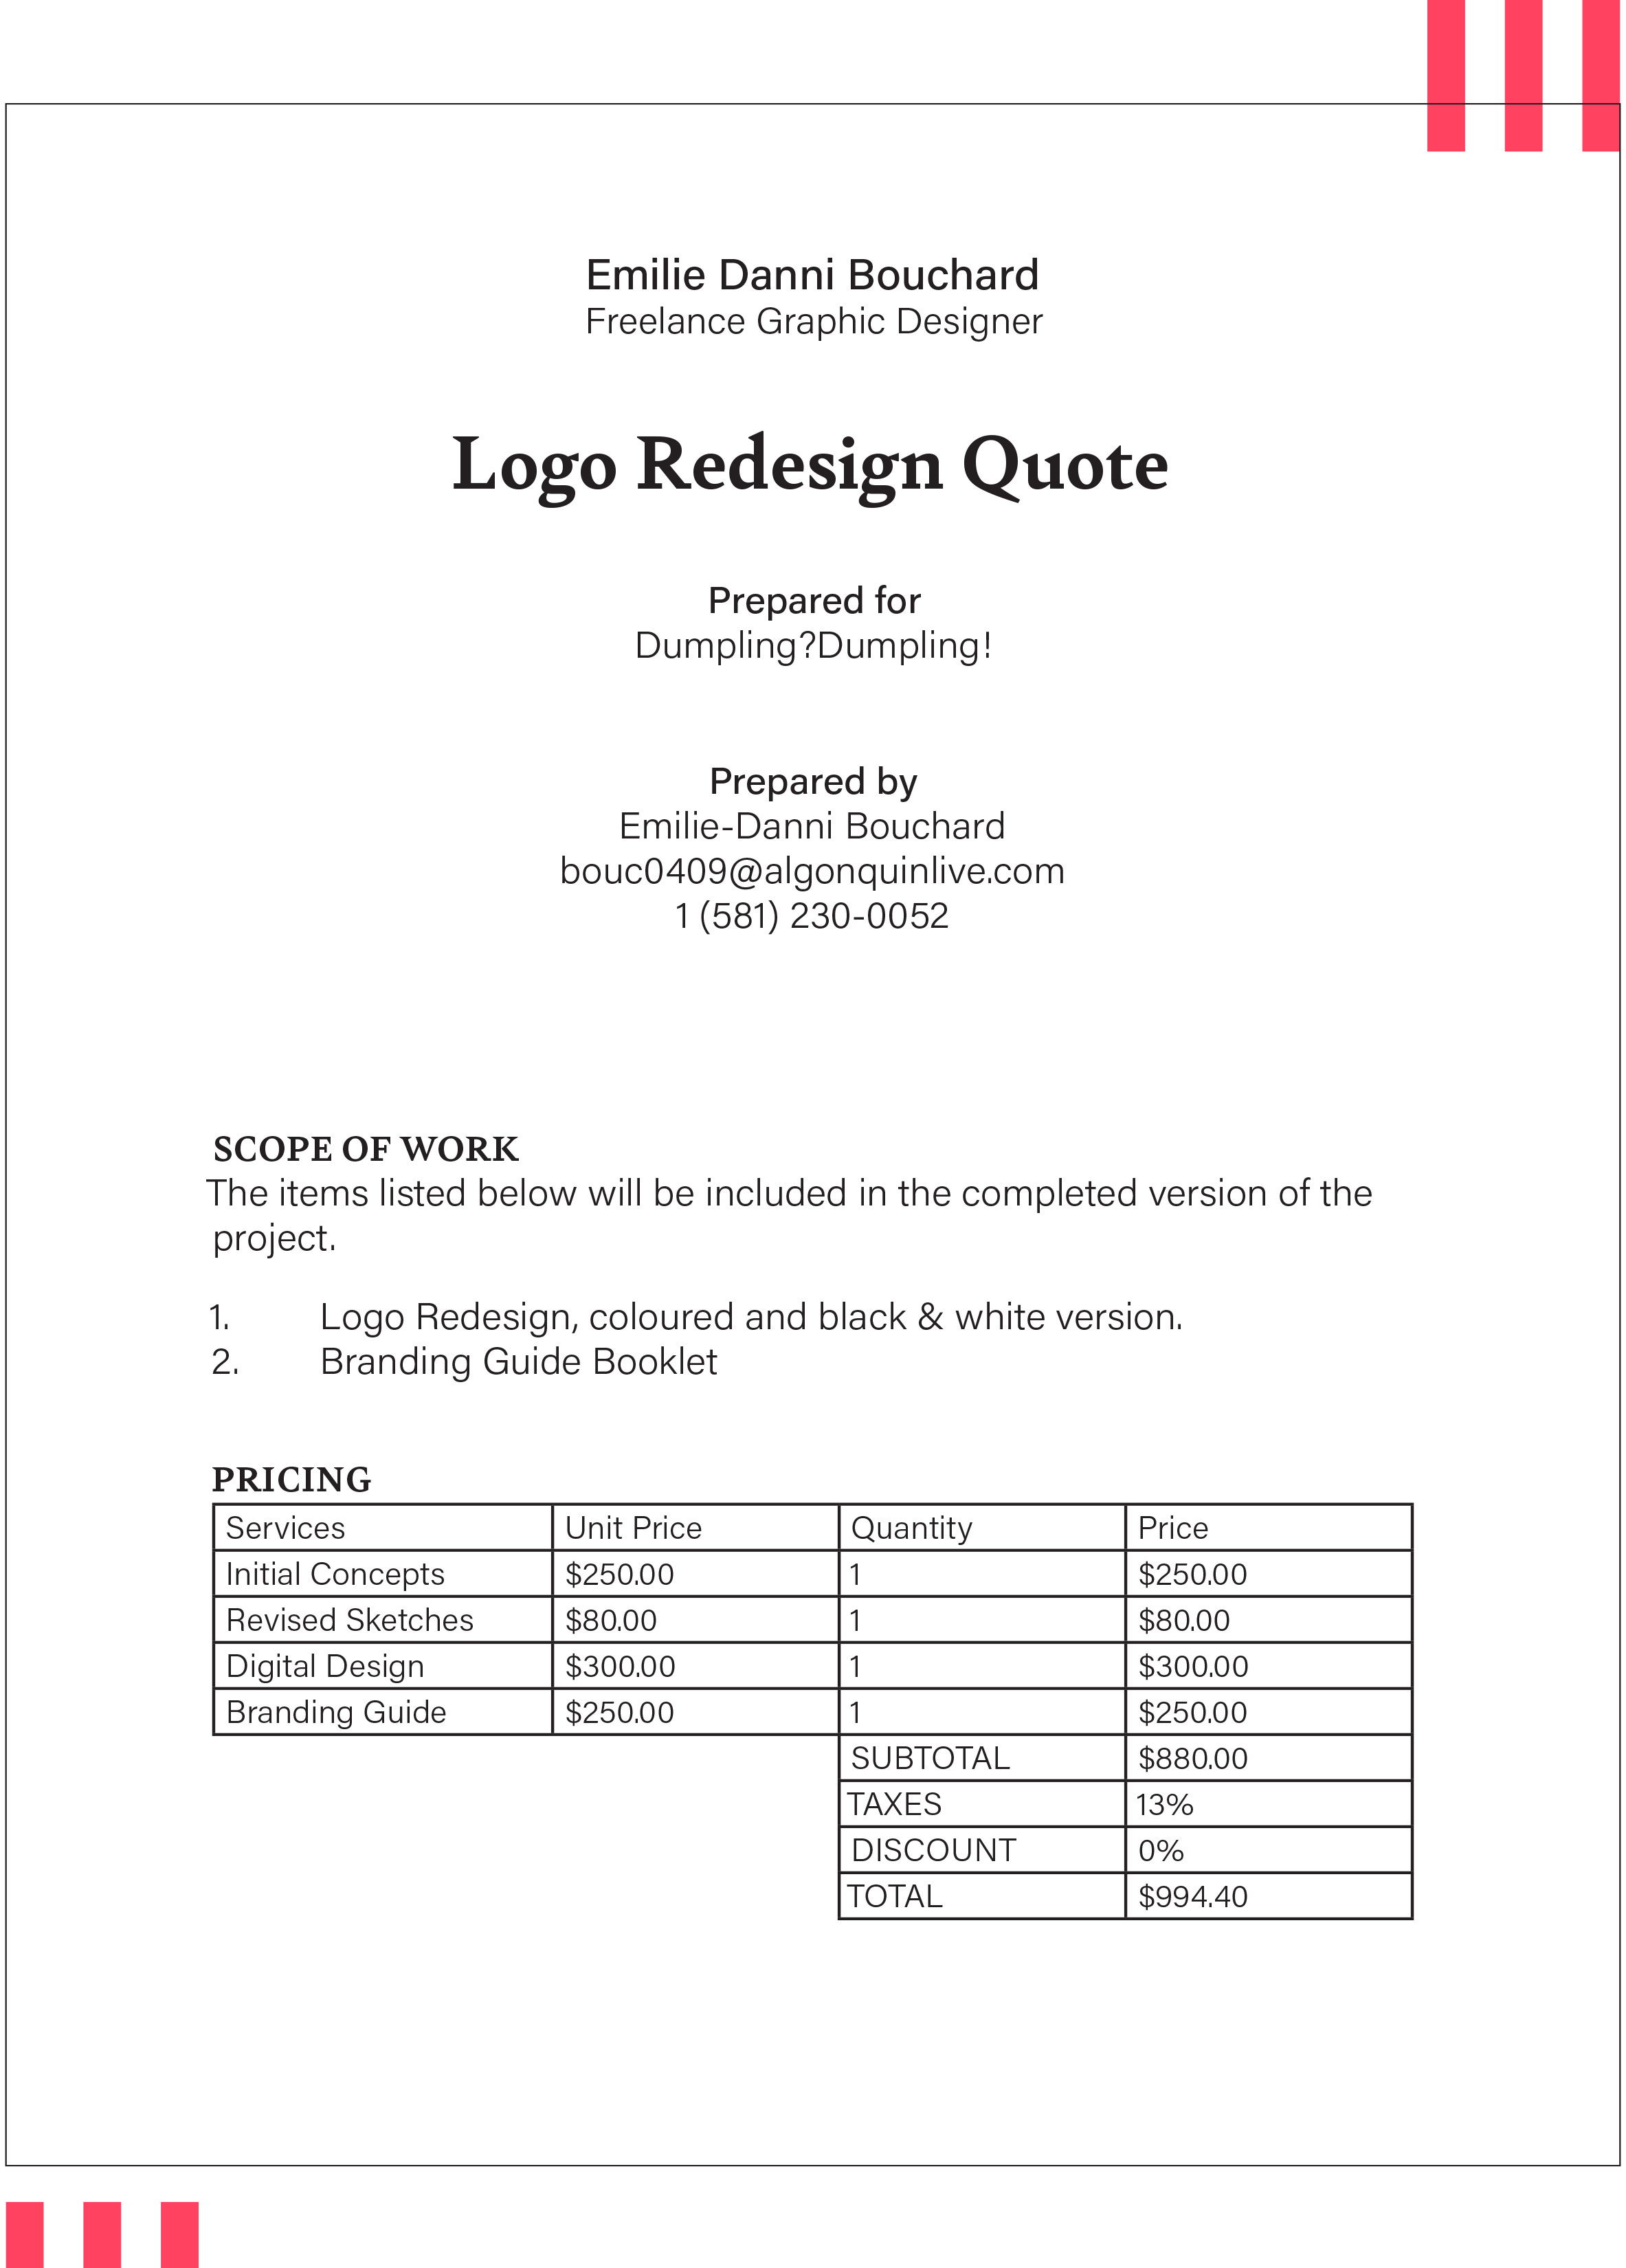 Emilie Danni Bouchard
Freelance Graphic Designer
Logo Redesign Quote
Prepared for
Dumpling?Dumpling!
Prepared by
Emilie-Danni Bouchard
bouc0409@algonquinlive.com
1 (581) 230-0052
SCOPE OF WORK
The items listed below will be included in the completed version of the
project.
1. Logo Redesign, coloured and black & white version.
2. Branding Guide Booklet
PRICING
Services Unit Price Quantity Price
Initial Concepts $250.00 1 $250.00
Revised Sketches $80.00 1 $80.00
Digital Design $300.00 1 $300.00
Branding Guide $250.00 1 $250.00
SUBTOTAL $880.00
TAXES 13%
DISCOUNT 0%
TOTAL $994.40